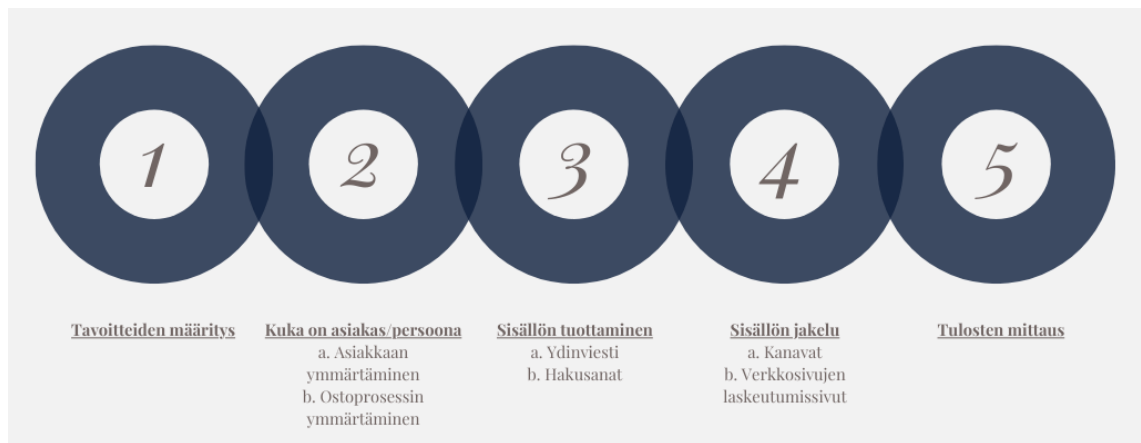 1
2
3
4
5
Tavoitteiden määritys
Kuka on asiakas/persoona
a. Asiakkaan
ymmärtäminen
b. Ostoprosessin
ymmärtäminen
Sisällön tuottaminen
a. Ydinviesti
b. Hakusanat
Sisällön jakelu
a. Kanavat
b. Verkkosivujen
laskeutumissivut
Tulosten mittaus